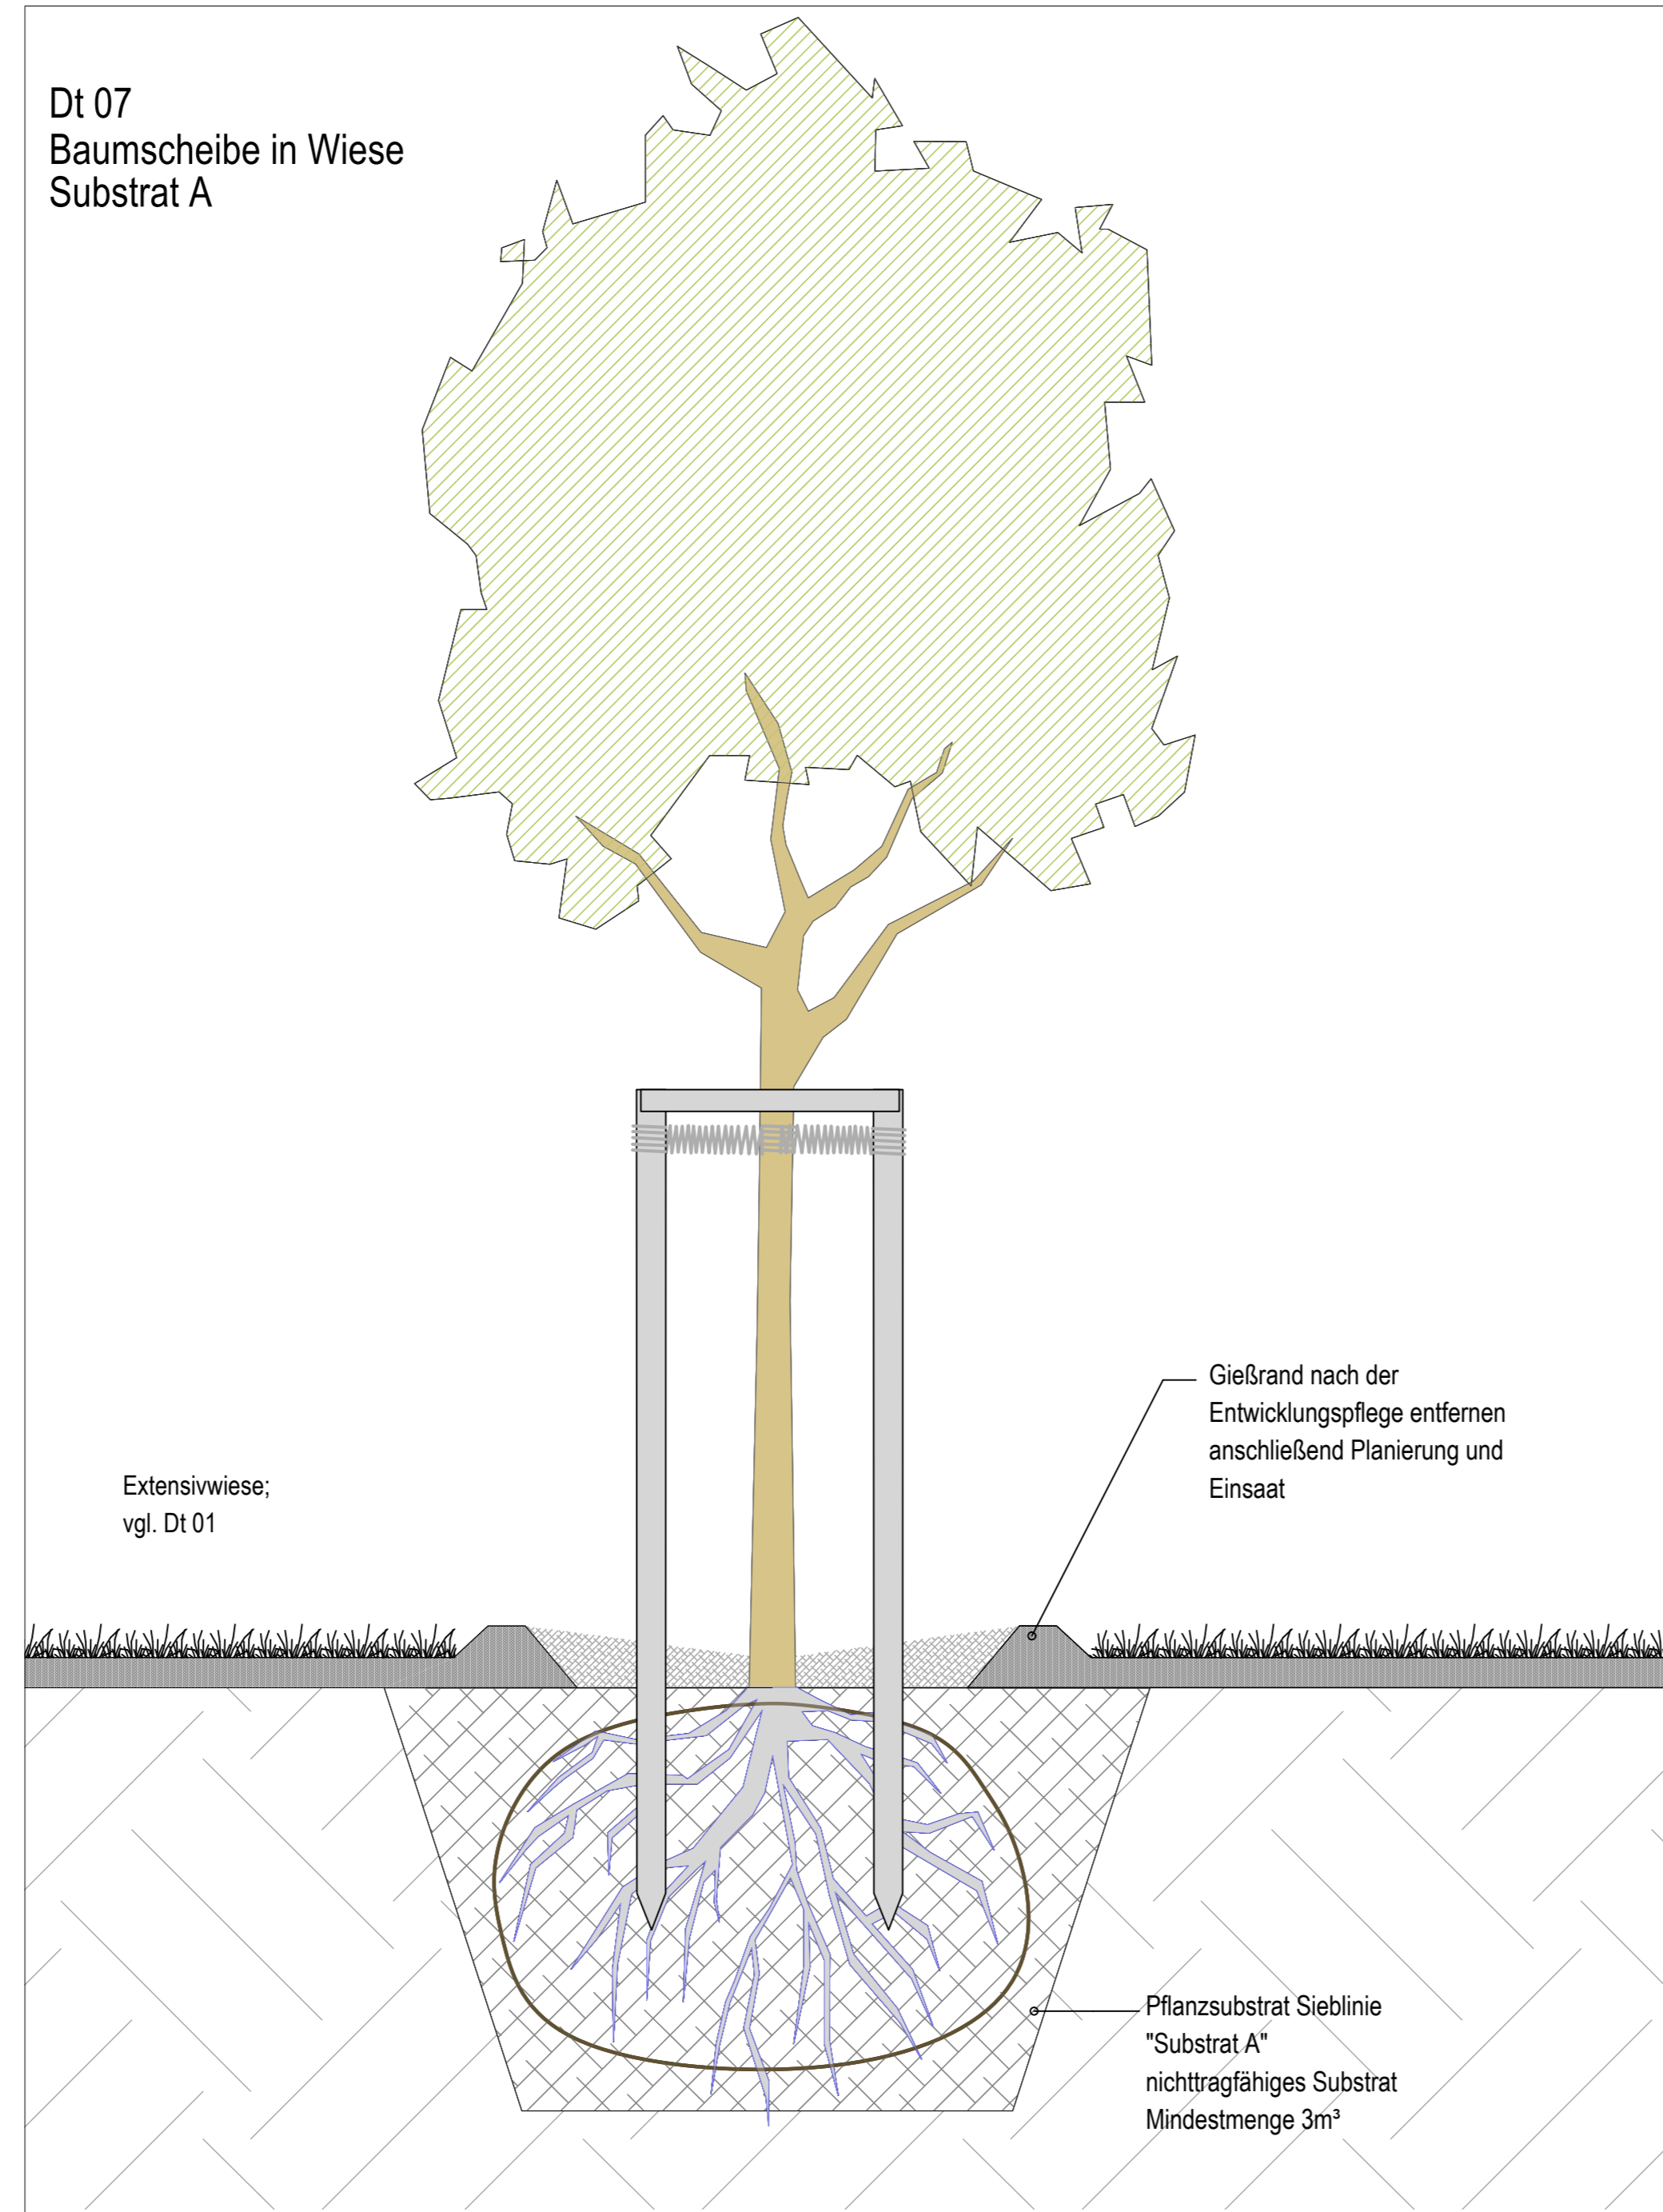 Dt 07
Baumscheibe in Wiese
Substrat A
Gießrand nach der
Entwicklungspflege entfernen
anschließend Planierung und
Einsaat
Extensivwiese;
vgl. Dt 01
Pflanzsubstrat Sieblinie
"Substrat A"
nichttragfähiges Substrat
Mindestmenge 3m³